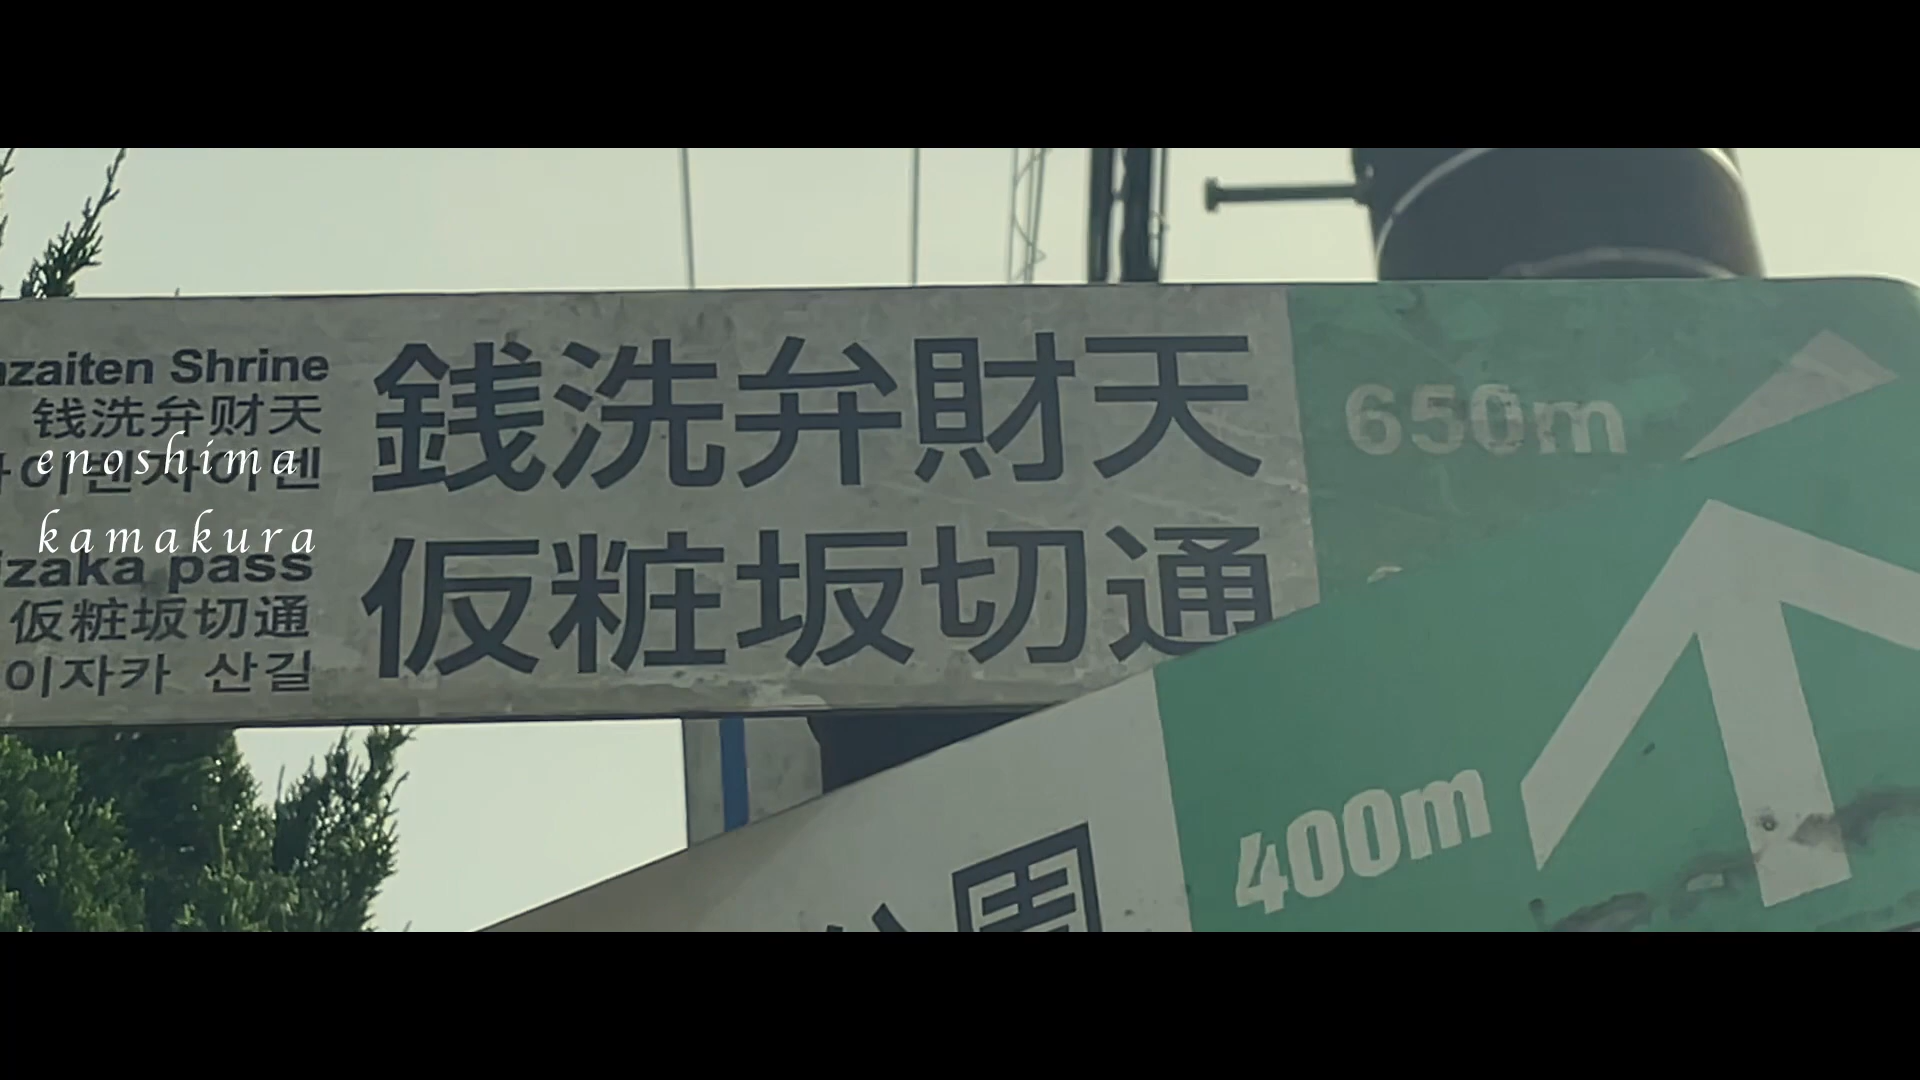 nzaiten Shrine
钱洗弁财天
銭洗弁財天
650m
enoshima
kamakura
zaka pass
仮粧坂切通
이자카 산길
仮粧坂切通
400m